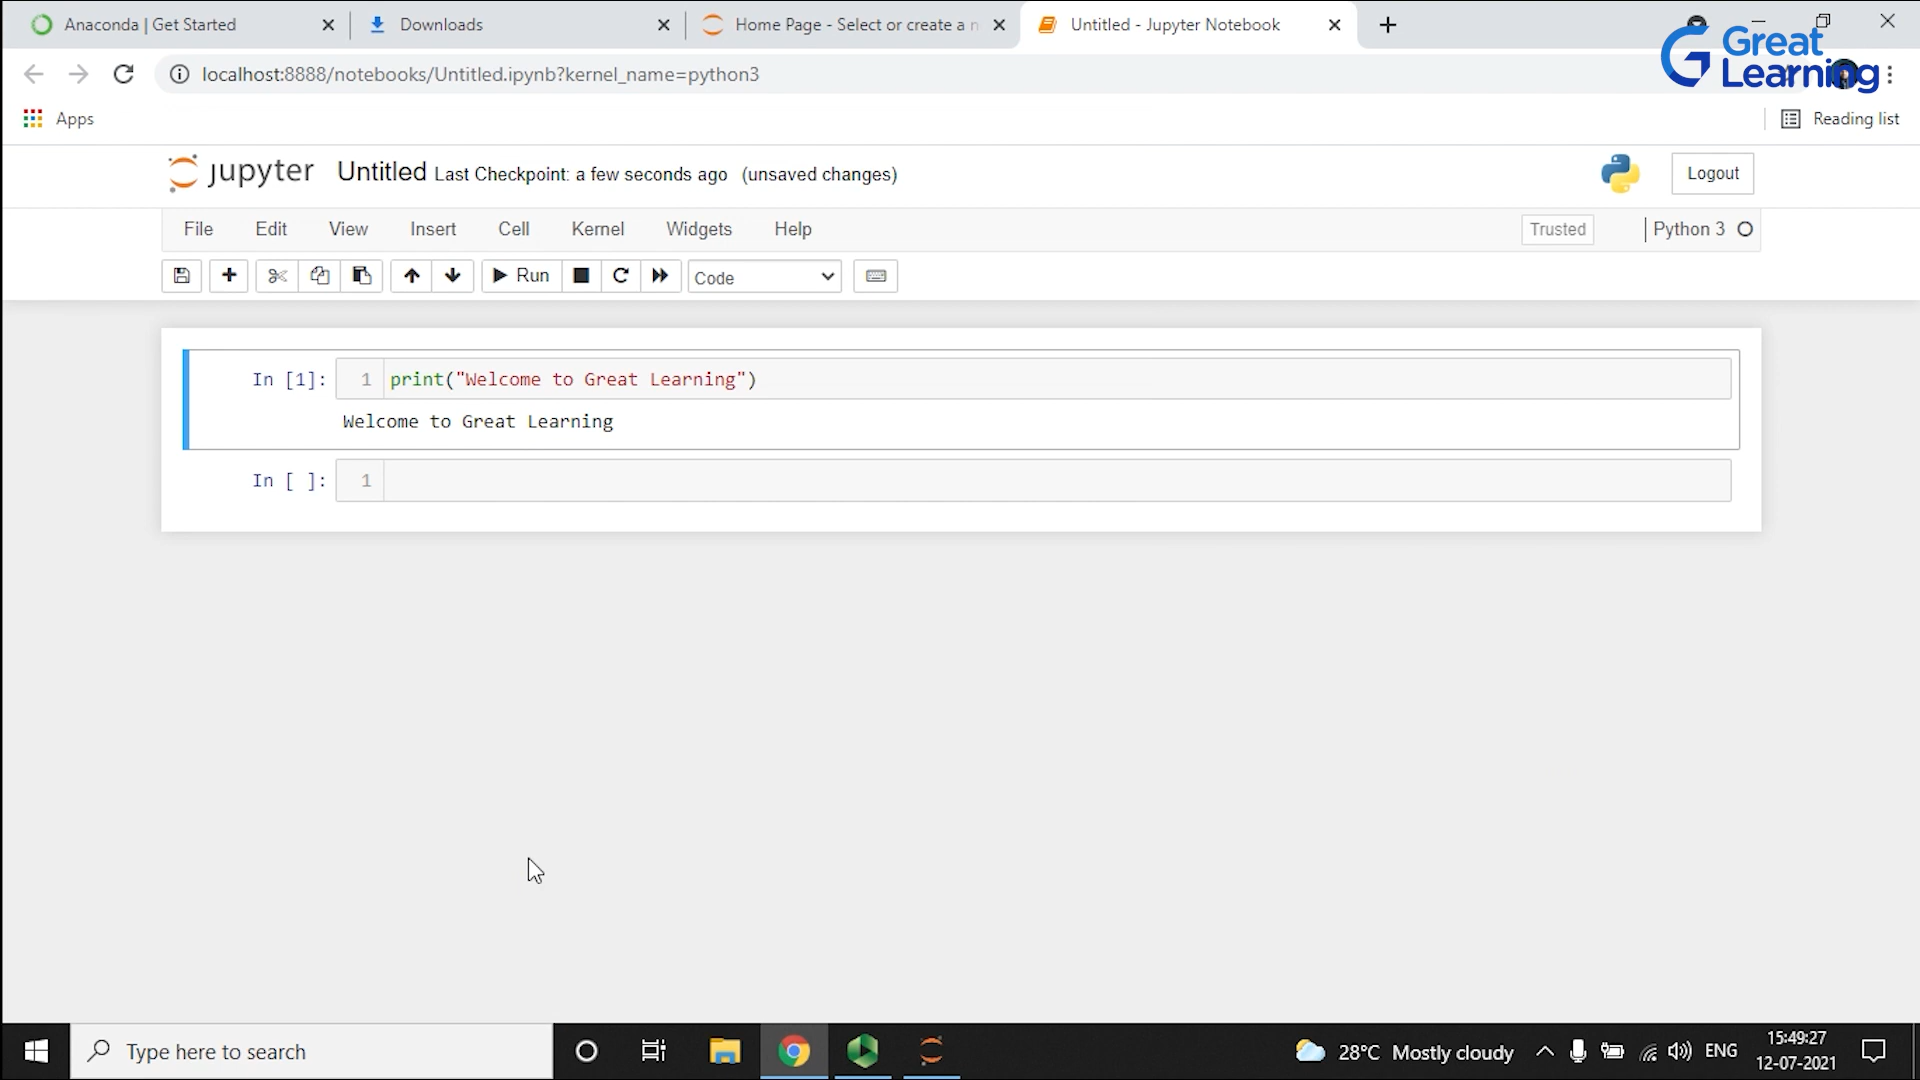 Anaconda | Get Started
Downloads
Home Page - Select or create a n
Untitled - Jupyter Notebook
Great Learning
localhost:8888/notebooks/Untitled.ipynb?kernel_name=python3
Apps
Reading list
jupyter Untitled Last Checkpoint: a few seconds ago (unsaved changes)
Logout
File Edit View Insert Cell Kernel Widgets Help
Trusted
Python 3
Run
Code
In [1]: 1 print("Welcome to Great Learning")
Welcome to Great Learning
In [ ]: 1
Type here to search
28°C Mostly cloudy
ENG
15:49:27
12-07-2021